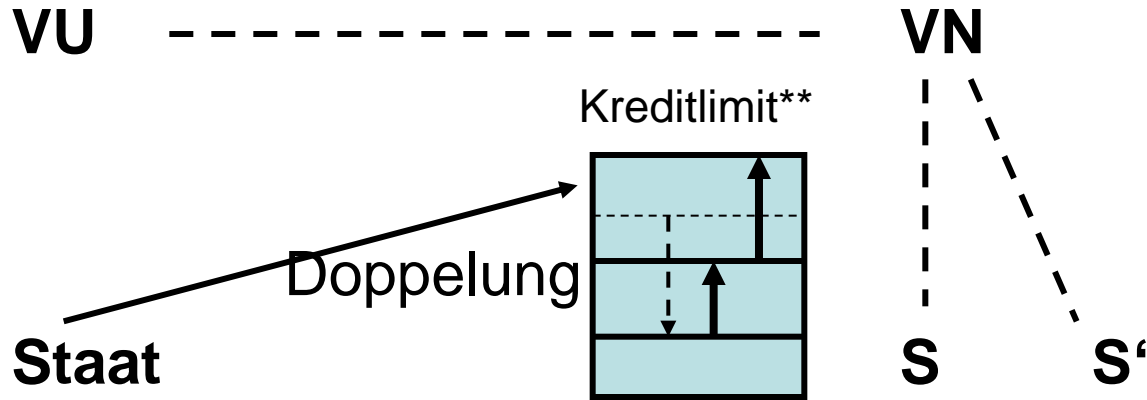 VU VN
Kreditlimit**
Doppelung
Staat S S‘